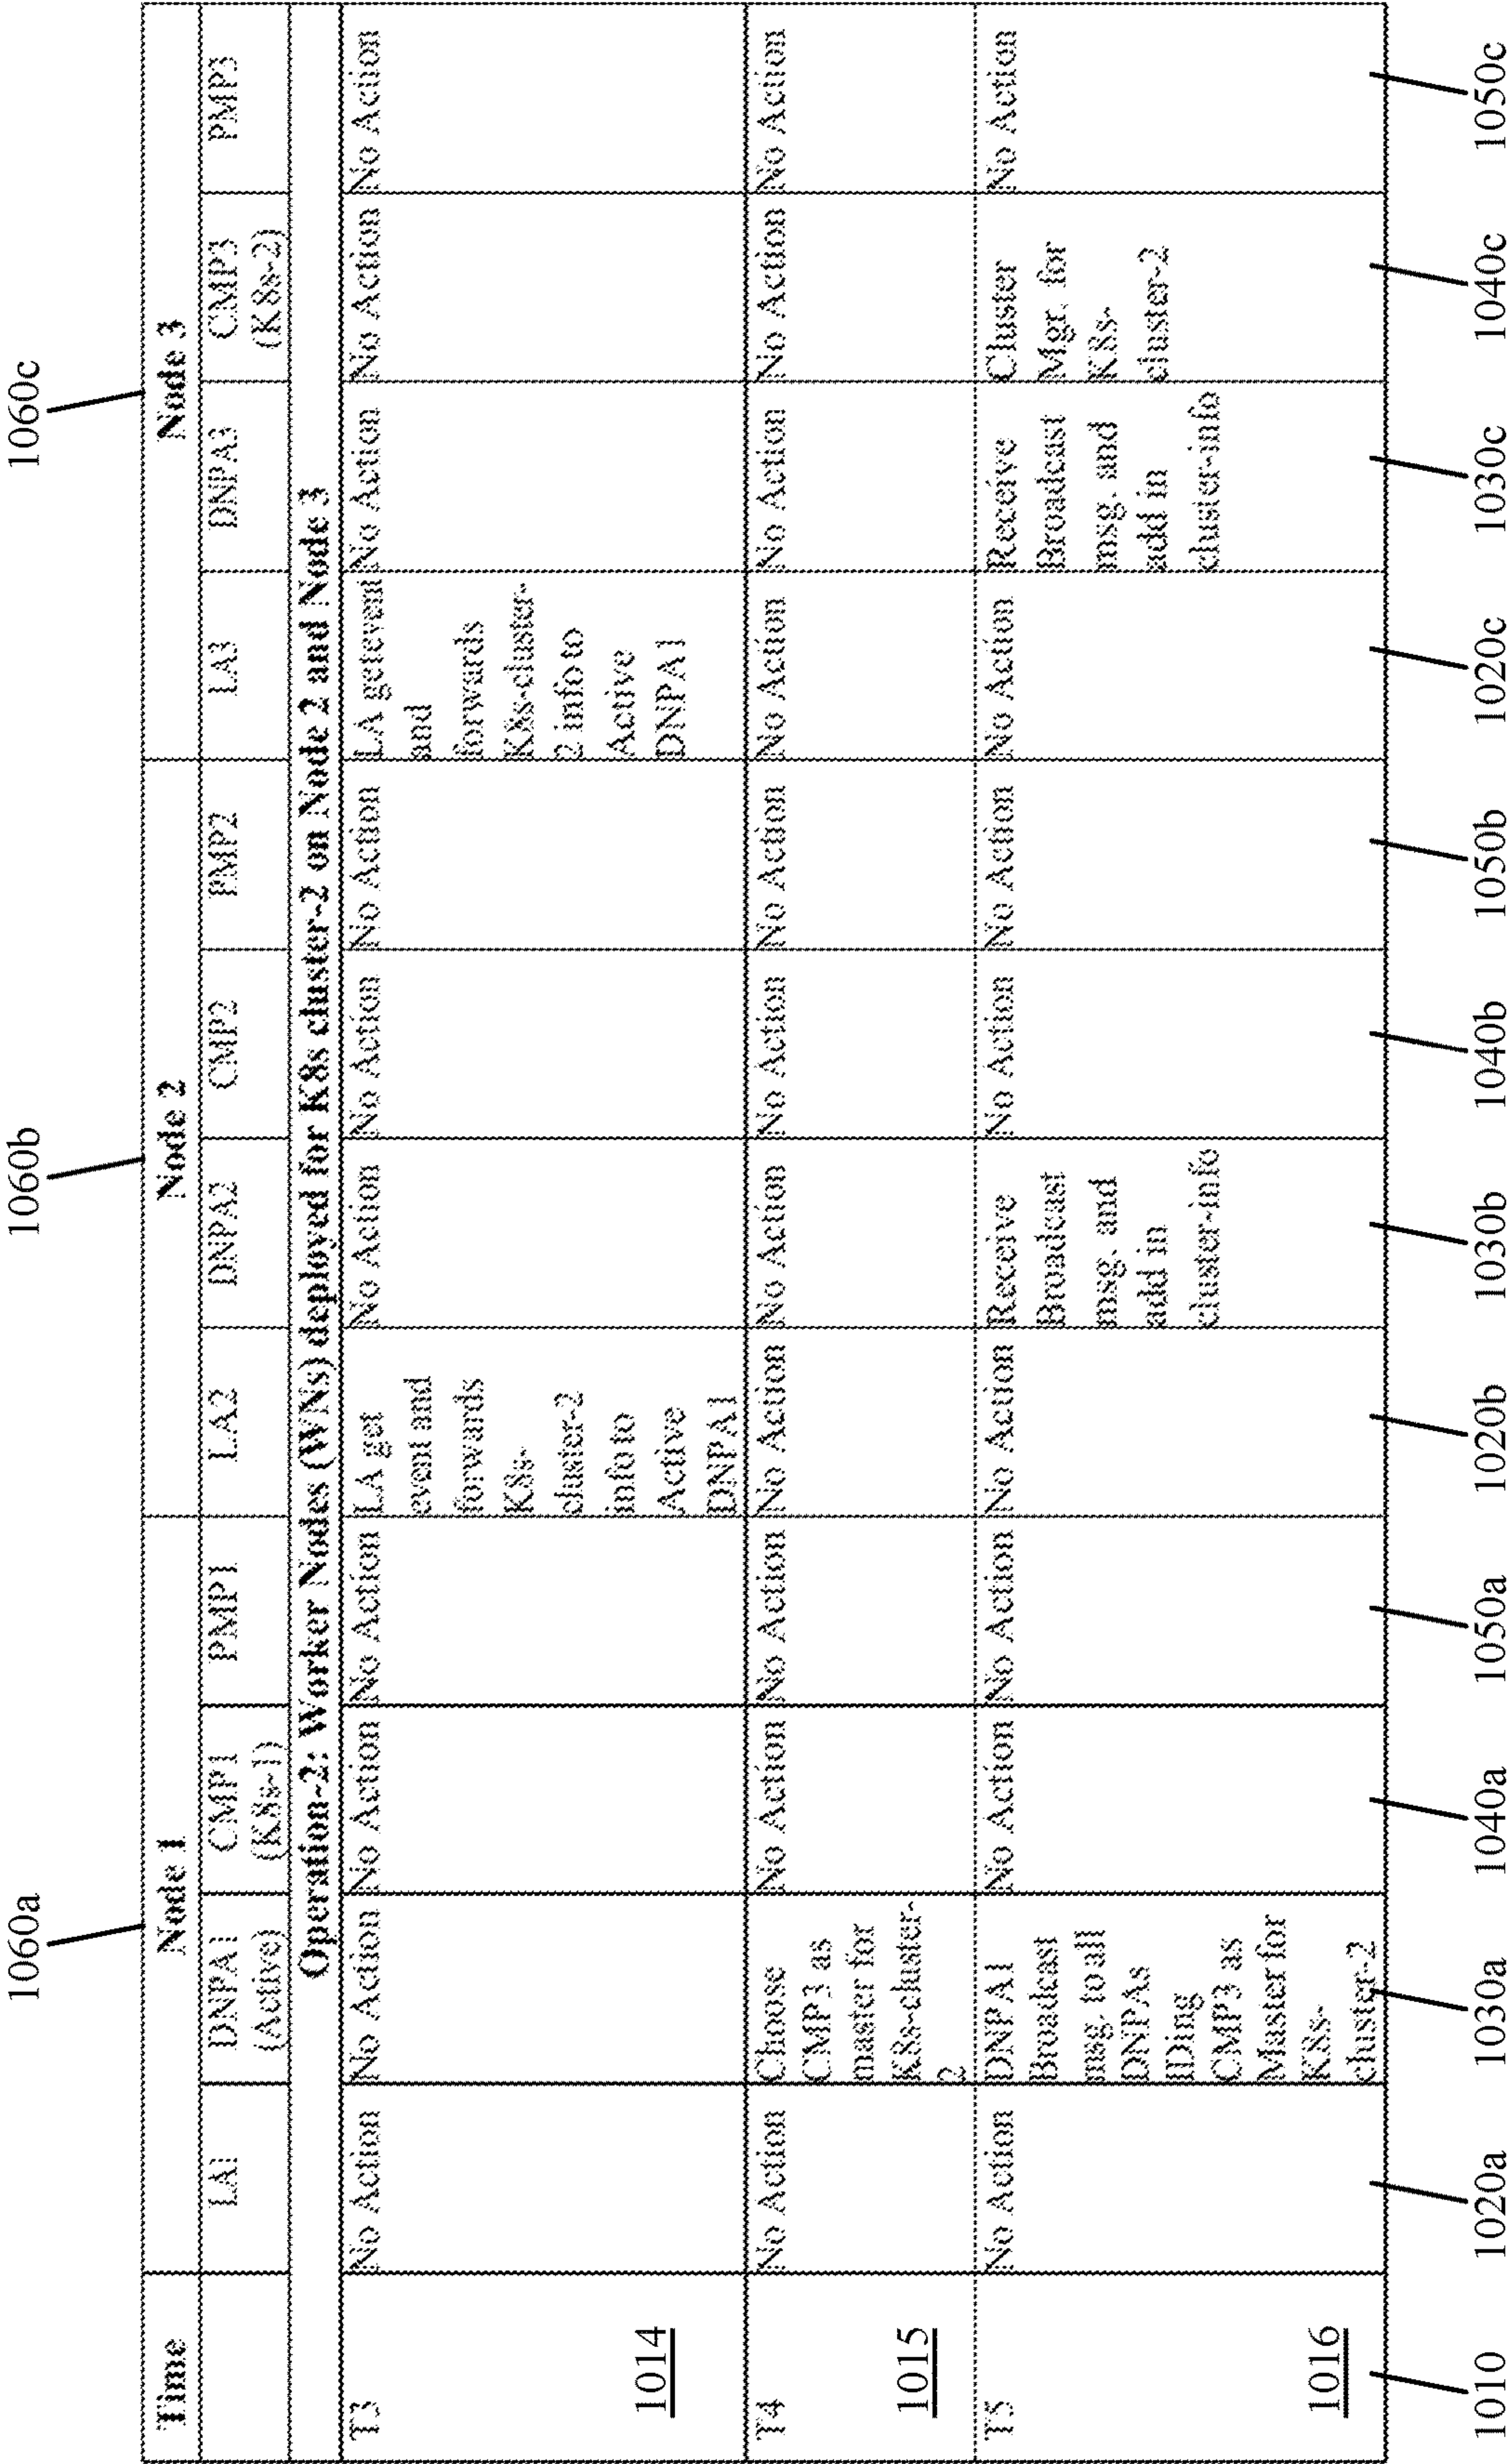 1060a
1060b
1060c
Time
Node 1
Node 2
Node 3
LA1
DNPA1
(Active)
CMP1
(K8s-1)
PMP1
LA2
DNPA2
CMP2
PMP2
LA3
DNPA3
CMP3
(K8s-2)
PMP3
Operation-2: Worker Nodes (WNs) deployed for K8s cluster-2 on Node 2 and Node 3
T3
1014
No Action
No Action
No Action
No Action
LA get
event and
forwards
K8s-
cluster-2
info to
Active
DNPA1
No Action
No Action
No Action
LA getevent
and
forwards
K8s-cluster-
2 info to
Active
DNPA1
No Action
No Action
No Action
T4
1015
No Action
Choose
CMP3 as
master for
K8s-cluster-
2
No Action
No Action
No Action
No Action
No Action
No Action
No Action
No Action
No Action
No Action
T5
1016
No Action
DNPA1
Broadcast
msg. to all
DNPAs
IDing
CMP3 as
Master for
K8s-
cluster-2
No Action
No Action
No Action
Receive
Broadcast
msg. and
add in
cluster-info
No Action
No Action
No Action
Receive
Broadcast
msg. and
add in
cluster-info
Cluster
Mgr. for
K8s-
cluster-2
No Action
1010
1020a
1030a
1040a
1050a
1020b
1030b
1040b
1050b
1020c
1030c
1040c
1050c